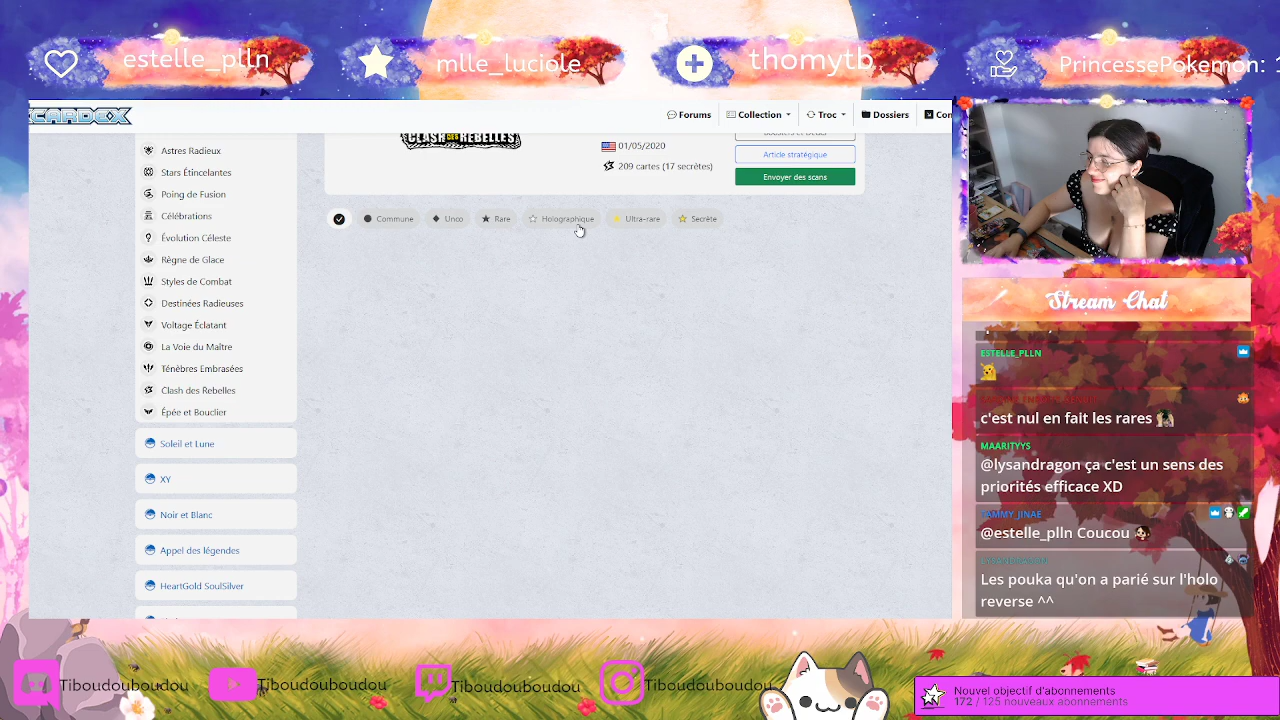 estelle_plln
mlle_luciole
thomytb
PrincessePokemon: 1
CARDEX
Forums
Collection
Troc
Dossiers
Con
CLASH DES REBELLES
01/05/2020
209 cartes (17 secrètes)
Article stratégique
Envoyer des scans
Commune
Unco
Rare
Holographique
Ultra-rare
Secrète
Astres Radieux
Stars Étincelantes
Poing de Fusion
Célébrations
Évolution Céleste
Règne de Glace
Styles de Combat
Destinées Radieuses
Voltage Éclatant
La Voie du Maître
Ténèbres Embrasées
Clash des Rebelles
Épée et Bouclier
Soleil et Lune
XY
Noir et Blanc
Appel des légendes
HeartGold SoulSilver
Stream Chat
ESTELLE_PLLN
c'est nul en fait les rares
MAARITYYS
@lysandragon ça c'est un sens des
priorités efficace XD
TAMMY_JINAE
@estelle_plln Coucou
Les pouka qu'on a parié sur l'holo
reverse ^^
Tiboudouboudou
Tiboudouboudou
Tiboudouboudou
Tiboudouboudou
Nouvel objectif d'abonnements
172 / 125 nouveaux abonnements